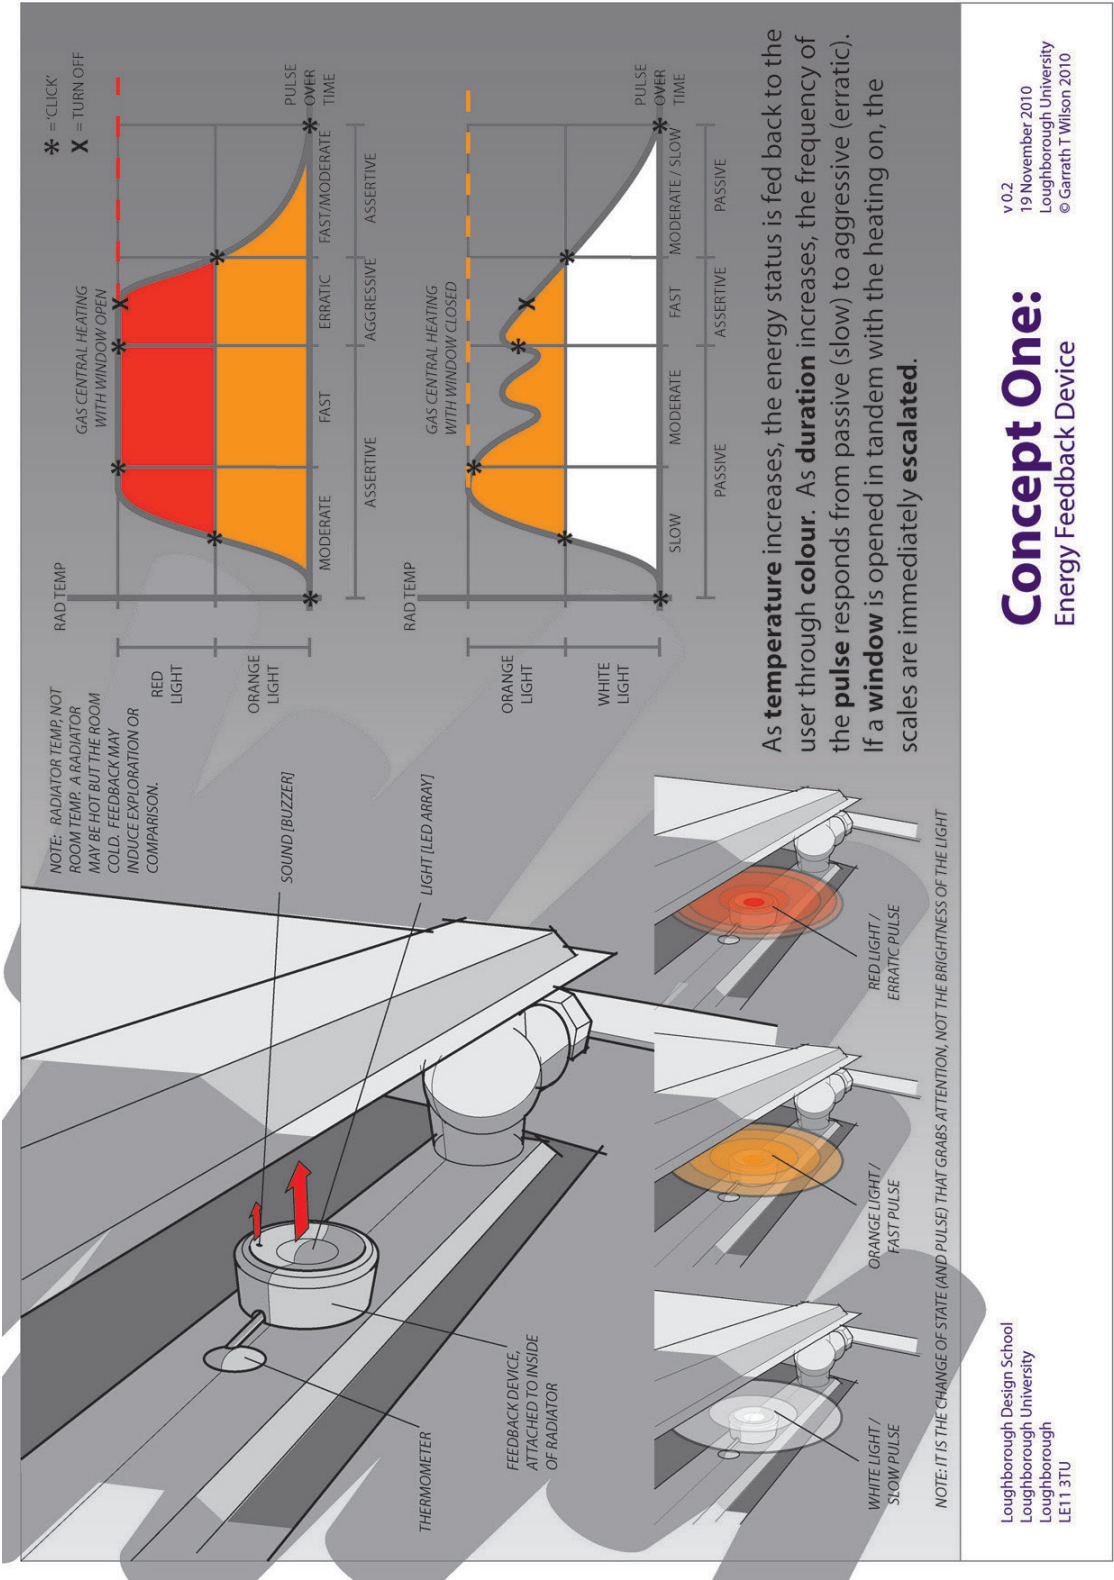 NOTE: RADIATOR TEMP, NOT
ROOM TEMP. A RADIATOR
MAY BE HOT BUT THE ROOM
COLD. FEEDBACK MAY
INDUCE EXPLORATION OR
COMPARISON.
SOUND [BUZZER]
LIGHT [LED ARRAY]
THERMOMETER
FEEDBACK DEVICE,
ATTACHED TO INSIDE
OF RADIATOR
* = 'CLICK'
X = TURN OFF
RAD TEMP
GAS CENTRAL HEATING
WITH WINDOW OPEN
RED
LIGHT
ORANGE
LIGHT
PULSE
OVER
TIME
MODERATE
FAST
ERRATIC
FAST/MODERATE
ASSERTIVE
AGGRESSIVE
ASSERTIVE
RAD TEMP
GAS CENTRAL HEATING
WITH WINDOW CLOSED
ORANGE
LIGHT
WHITE
LIGHT
PULSE
OVER
TIME
SLOW
MODERATE
FAST
MODERATE / SLOW
PASSIVE
ASSERTIVE
PASSIVE
WHITE LIGHT /
SLOW PULSE
ORANGE LIGHT /
FAST PULSE
RED LIGHT /
ERRATIC PULSE
NOTE: IT IS THE CHANGE OF STATE (AND PULSE) THAT GRABS ATTENTION, NOT THE BRIGHTNESS OF THE LIGHT
As temperature increases, the energy status is fed back to the
user through colour. As duration increases, the frequency of
the pulse responds from passive (slow) to aggressive (erratic).
If a window is opened in tandem with the heating on, the
scales are immediately escalated.
Loughborough Design School
Loughborough University
Loughborough
LE11 3TU
Concept One:
Energy Feedback Device
v 0.2
19 November 2010
Loughborough University
© Garrath T Wilson 2010